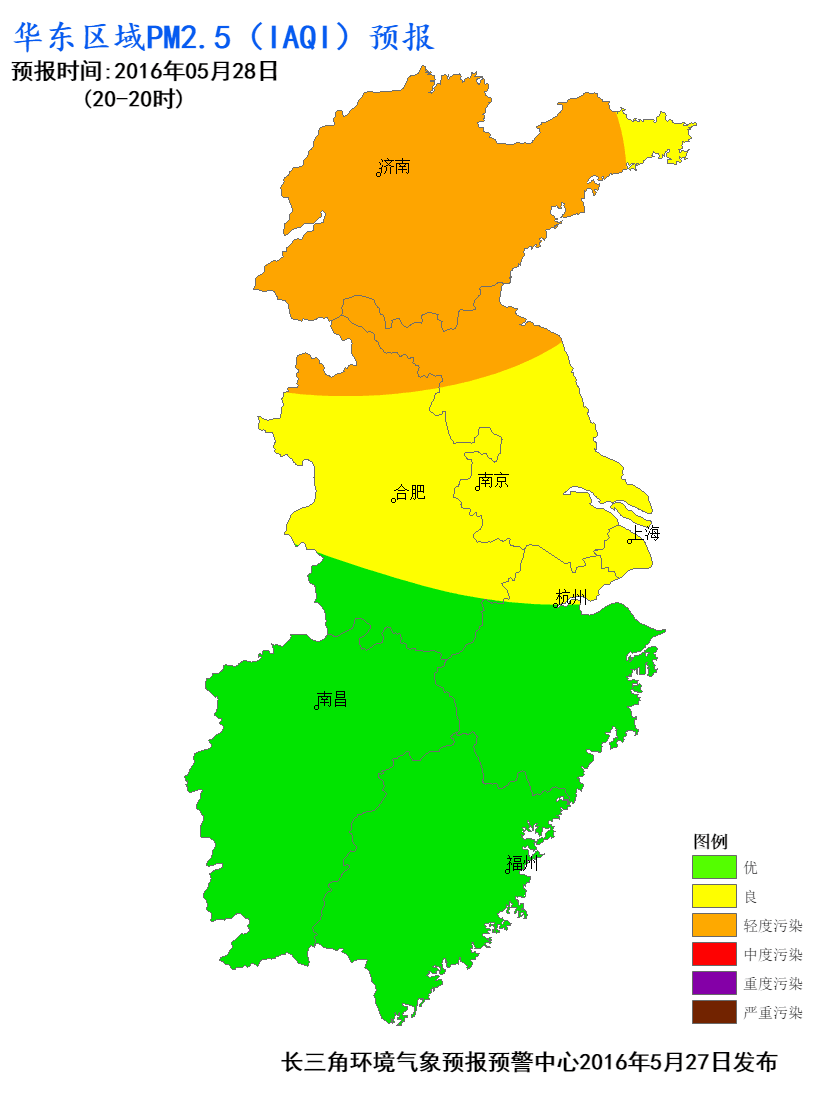 华东区域PM2.5（IAQI）预报
预报时间:2016年05月28日
(20-20时)
济南
南京
合肥
上海
杭州
南昌
福州
图例
优
良
轻度污染
中度污染
重度污染
严重污染
长三角环境气象预报预警中心2016年5月27日发布